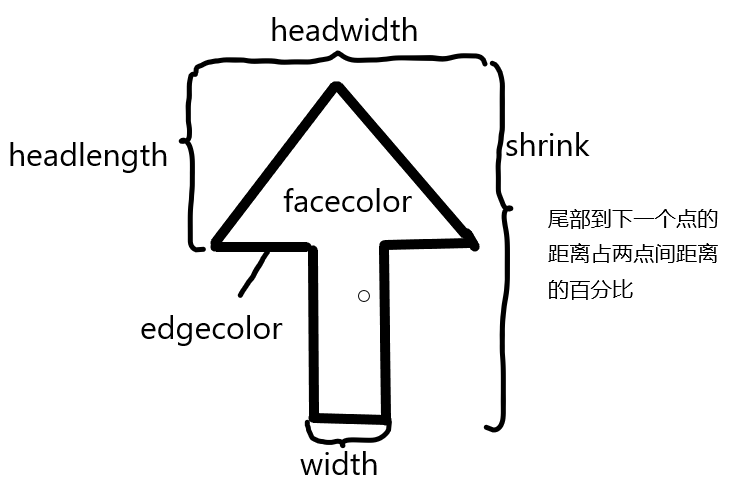 headwidth
headlength
shrink
facecolor
尾部到下一个点的
距离占两点间距离
的百分比
edgecolor
width